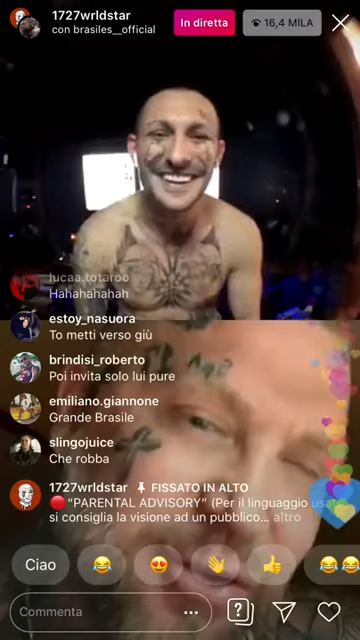 1727wrldstar
con brasiles__official
In diretta
16,4 MILA
lucaa.totaroo
Hahahahahah
estoy_nasuora
To metti verso giù
brindisi_roberto
Poi invita solo lui pure
emiliano.giannone
Grande Brasile
slingojuice
Che robba
1727wrldstar FISSATO IN ALTO
🔴“PARENTAL ADVISORY” (Per il linguaggio usato
si consiglia la visione ad un pubblico... altro
Ciao 😂 😍 👋 👍 😂😂
Commenta